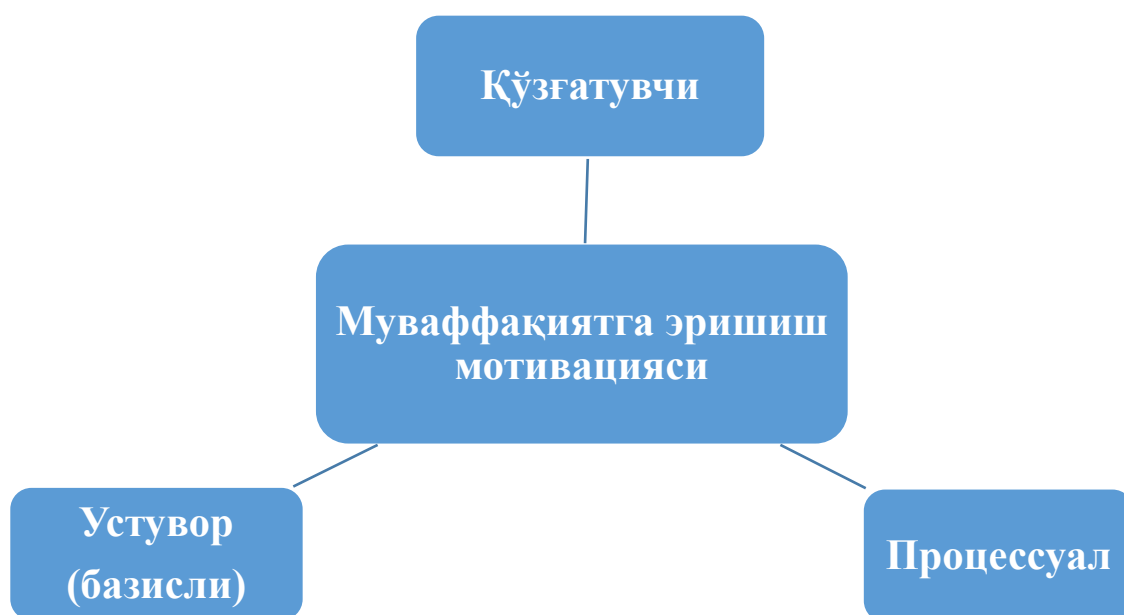 Қўзғатувчи
Муваффақиятга эришиш
мотивацияси
Устувор
(базисли)
Процессуал